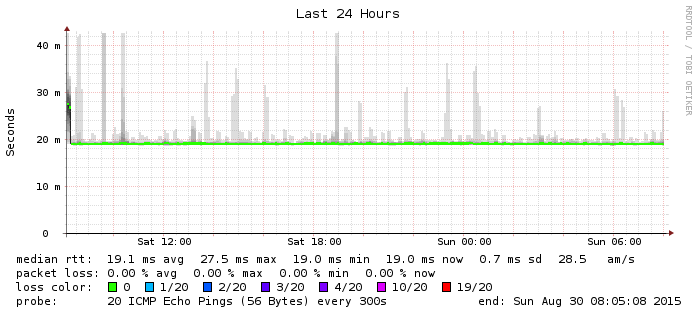 Last 24 Hours
RRDTOOL / TOBI OETIKER
Seconds
40 m
30 m
20 m
10 m
0
Sat 12:00 Sat 18:00 Sun 00:00 Sun 06:00
median rtt: 19.1 ms avg 27.5 ms max 19.0 ms min 19.0 ms now 0.7 ms sd 28.5 am/s
packet loss: 0.00 % avg 0.00 % max 0.00 % min 0.00 % now
loss color: 0 1/20 2/20 3/20 4/20 10/20 19/20
probe: 20 ICMP Echo Pings (56 Bytes) every 300s end: Sun Aug 30 08:05:08 2015